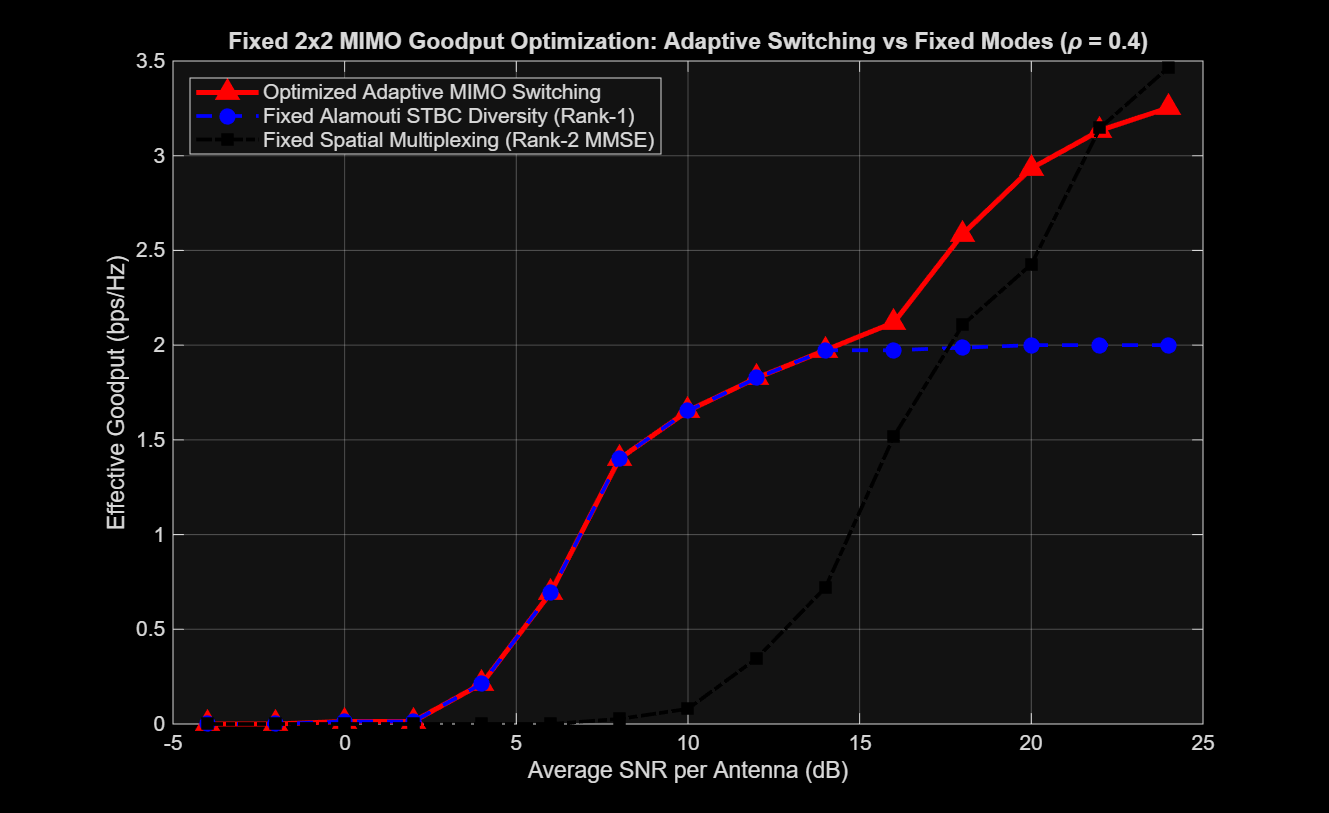 Fixed 2x2 MIMO Goodput Optimization: Adaptive Switching vs Fixed Modes (ρ = 0.4)
Optimized Adaptive MIMO Switching
Fixed Alamouti STBC Diversity (Rank-1)
Fixed Spatial Multiplexing (Rank-2 MMSE)
Effective Goodput (bps/Hz)
3.5
3
2.5
2
1.5
1
0.5
0
-5 0 5 10 15 20 25
Average SNR per Antenna (dB)